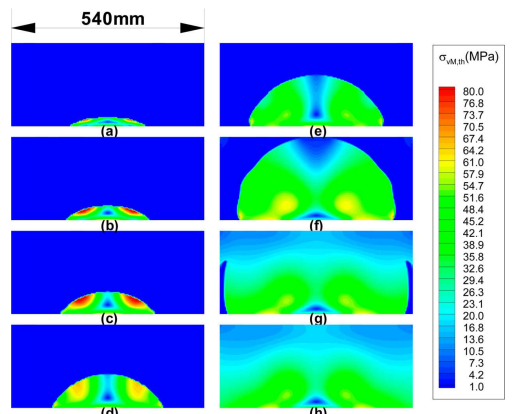 540mm
(a)
(e)
(b)
(f)
(c)
(g)
(d)
(h)
σvM,th(MPa)
80.0
76.8
73.7
70.5
67.4
64.2
61.0
57.9
54.7
51.6
48.4
45.2
42.1
38.9
35.8
32.6
29.4
26.3
23.1
20.0
16.8
13.6
10.5
7.3
4.2
1.0